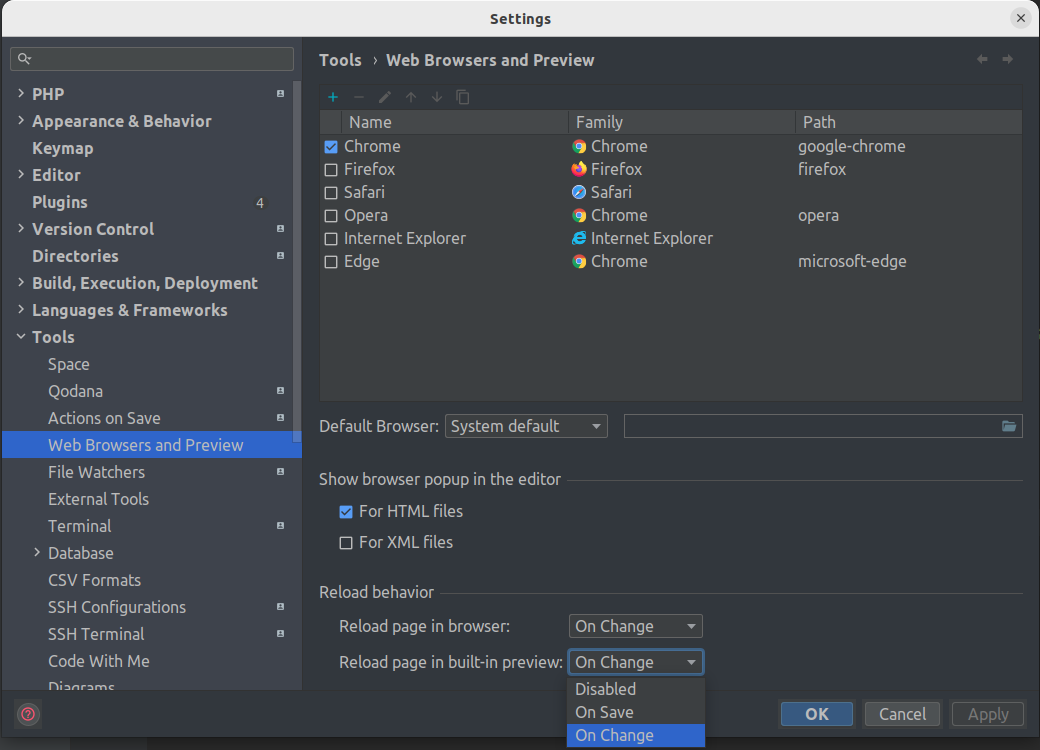 Settings
Tools › Web Browsers and Preview
PHP
Appearance & Behavior
Keymap
Editor
Plugins 4
Version Control
Directories
Build, Execution, Deployment
Languages & Frameworks
Tools
Space
Qodana
Actions on Save
Web Browsers and Preview
File Watchers
External Tools
Terminal
Database
CSV Formats
SSH Configurations
SSH Terminal
Code With Me
Diagrams
Name Family Path
Chrome Chrome google-chrome
Firefox Firefox firefox
Safari Safari
Opera Chrome opera
Internet Explorer Internet Explorer
Edge Chrome microsoft-edge
Default Browser: System default
Show browser popup in the editor
For HTML files
For XML files
Reload behavior
Reload page in browser: On Change
Reload page in built-in preview: On Change
Disabled
On Save
On Change
OK Cancel Apply